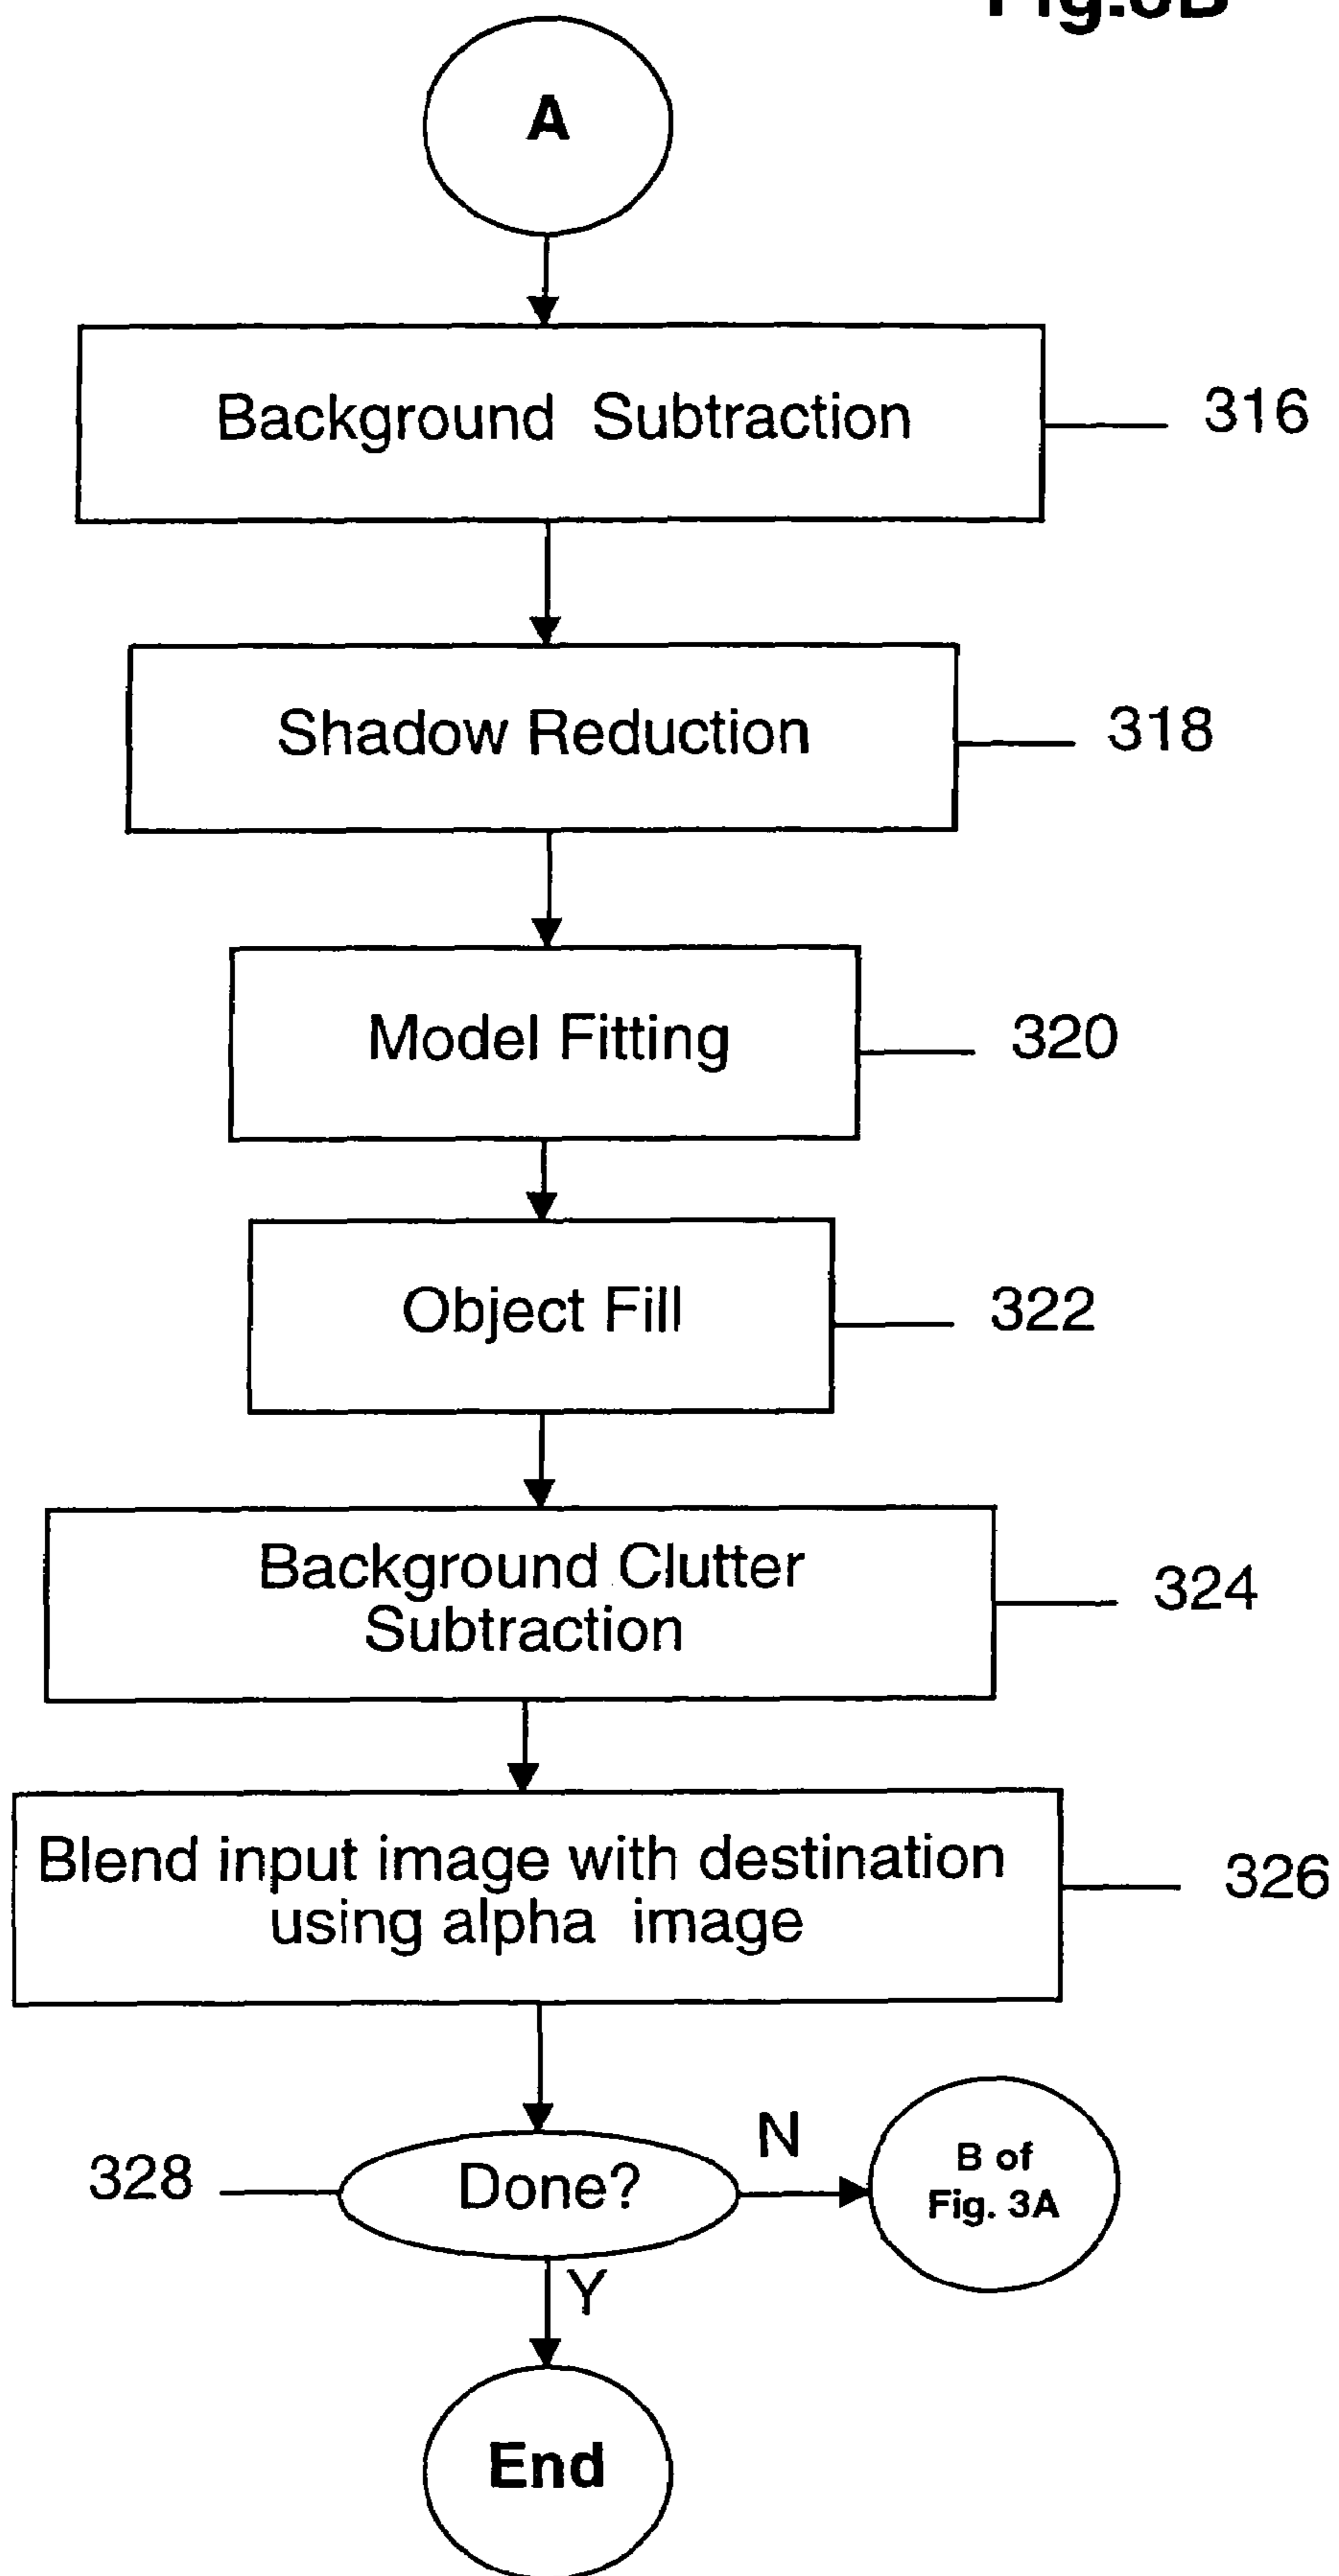 Fig.3B
A
Background Subtraction
316
Shadow Reduction
318
Model Fitting
320
Object Fill
322
Background Clutter
Subtraction
324
Blend input image with destination
using alpha image
326
328
Done?
N
B of
Fig. 3A
Y
End